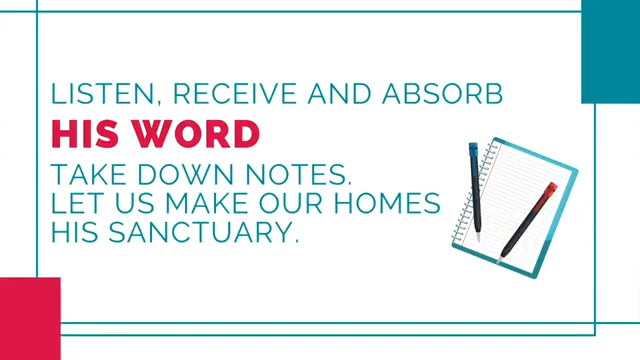 LISTEN, RECEIVE AND ABSORB
HIS WORD
TAKE DOWN NOTES.
LET US MAKE OUR HOMES
HIS SANCTUARY.